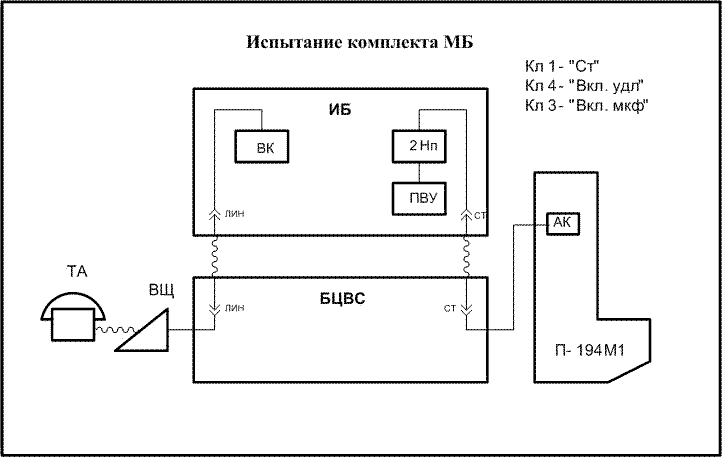 Испытание комплекта МБ
Кл 1- "Ст"
Кл 4- "Вкл. удл"
Кл 3- "Вкл. мкф"
ИБ
ВК
2 Нп
ПВУ
ЛИН
СТ
АК
ТА
ВЩ
БЦВС
ЛИН
СТ
П- 194М1